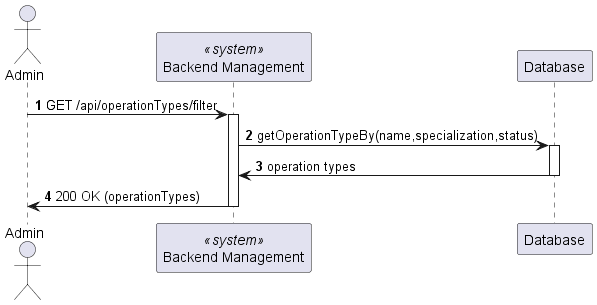 Admin
«system»
Backend Management
Database
1 GET /api/operationTypes/filter
2 getOperationTypeBy(name,specialization,status)
3 operation types
4 200 OK (operationTypes)
Admin
«system»
Backend Management
Database